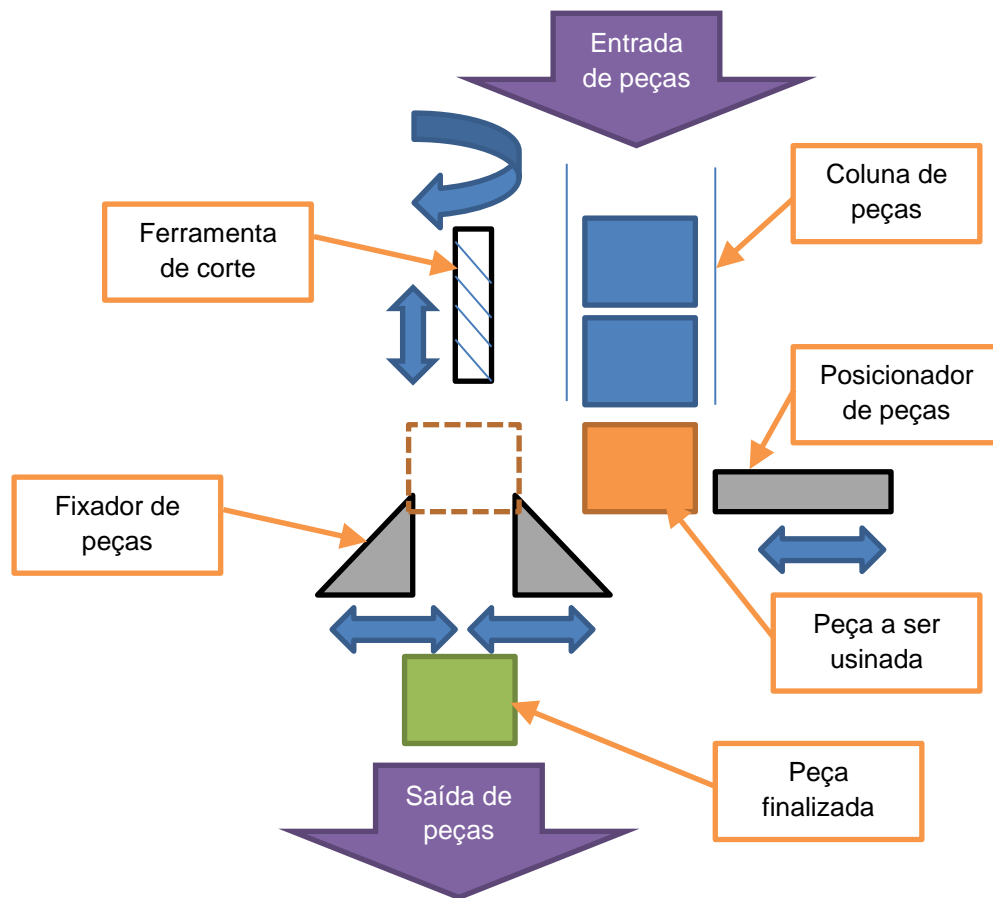 Entrada
de peças
Coluna de
peças
Ferramenta
de corte
Posicionador
de peças
Fixador de
peças
Peça a ser
usinada
Peça
finalizada
Saída de
peças